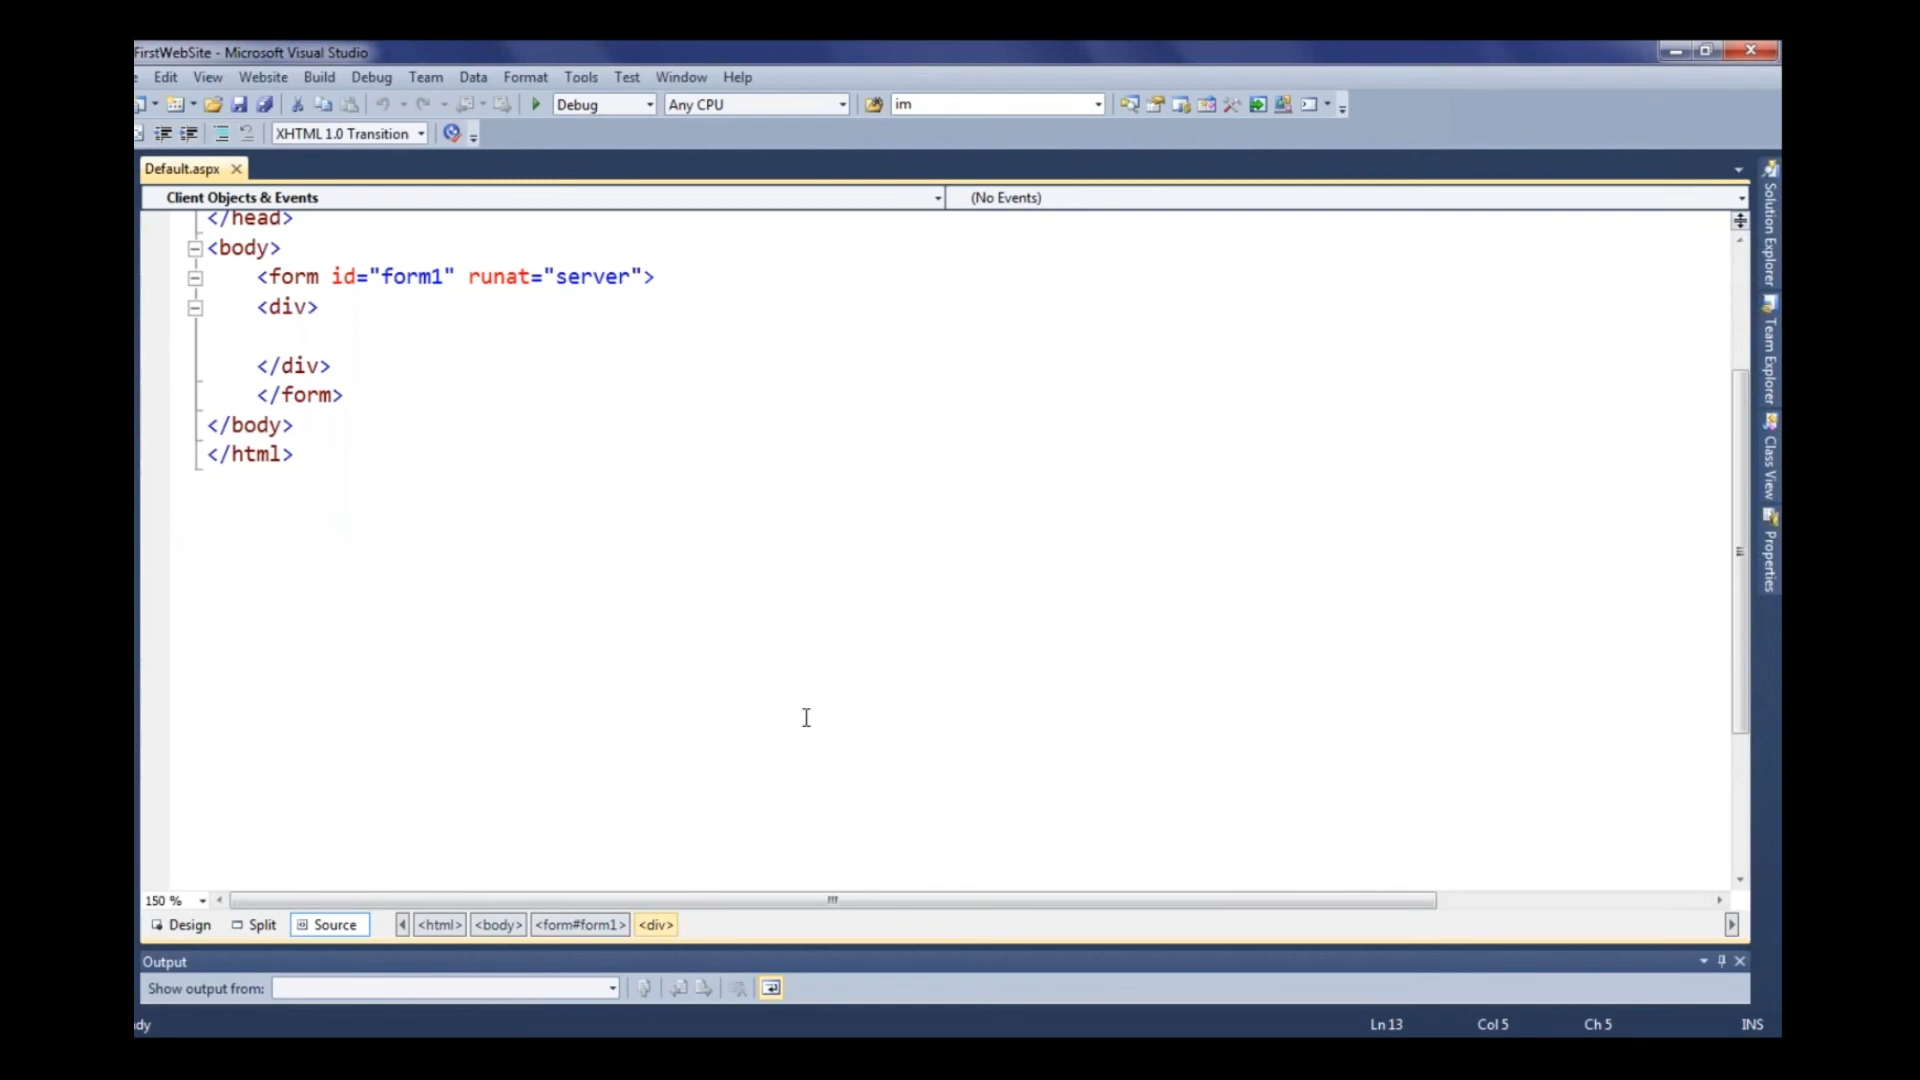 FirstWebSite - Microsoft Visual Studio
Edit View Website Build Debug Team Data Format Tools Test Window Help
Debug Any CPU im
XHTML 1.0 Transition
Default.aspx
Client Objects & Events (No Events)
</head>
<body>
<form id="form1" runat="server">
<div>
</div>
</form>
</body>
</html>
Solution Explorer
Team Explorer
Class View
Properties
150 %
Design Split Source <html> <body> <form#form1> <div>
Output
Show output from:
dy Ln 13 Col 5 Ch 5 INS